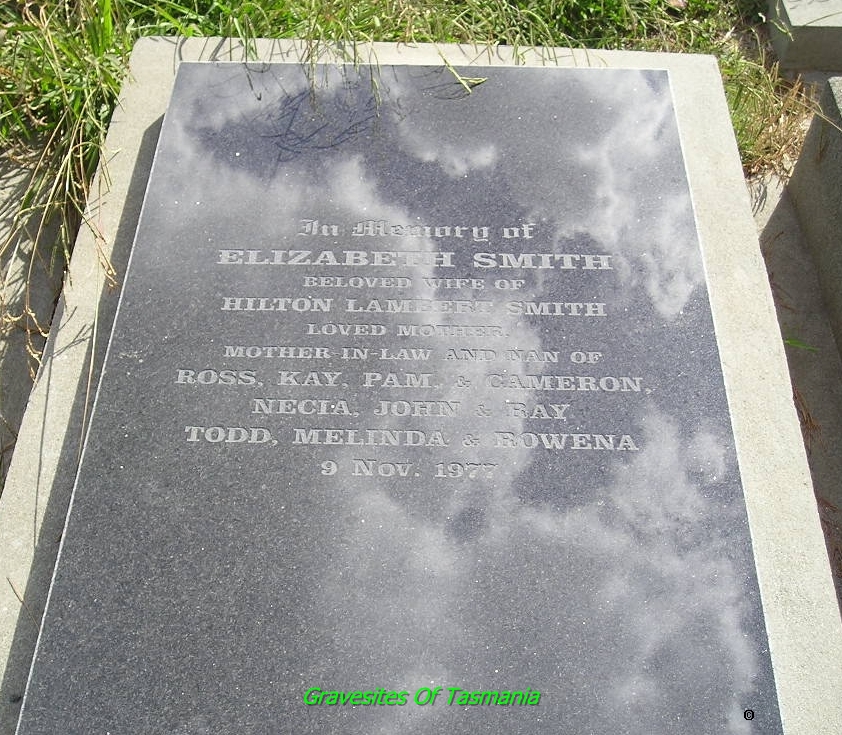 In Memory of
ELIZABETH SMITH
BELOVED WIFE OF
HILTON LAMBERT SMITH
LOVED MOTHER,
MOTHER-IN-LAW AND NAN OF
ROSS, KAY, PAM, & CAMERON,
NECIA, JOHN & RAY
TODD, MELINDA & ROWENA
9 NOV. 1977
Gravesites Of Tasmania
©